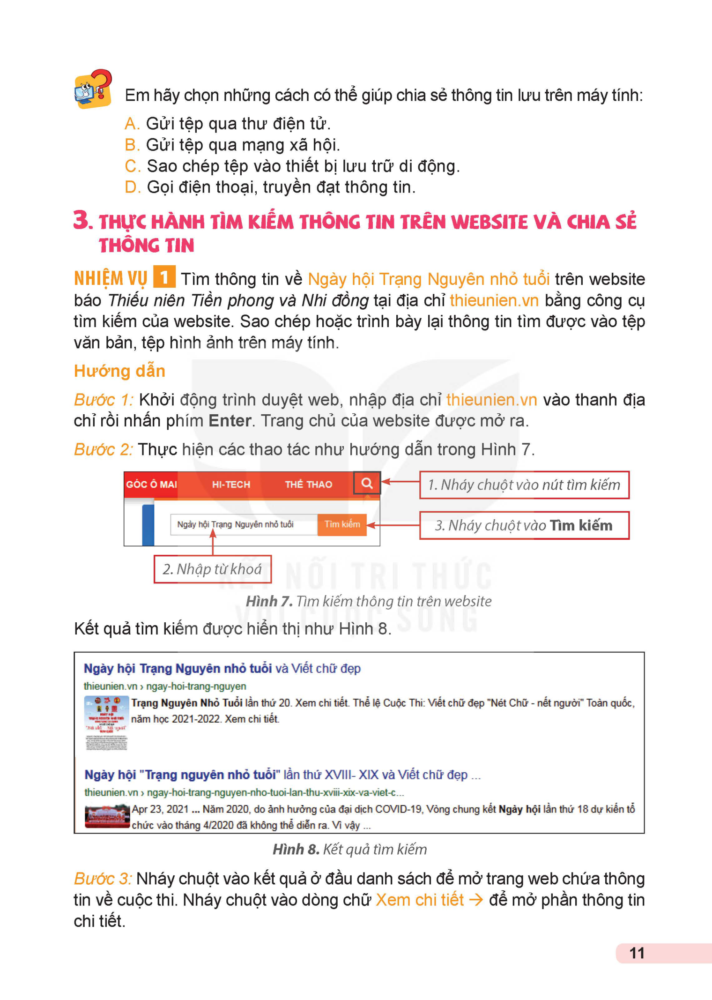 Em hãy chọn những cách có thể giúp chia sẻ thông tin lưu trên máy tính:
A. Gửi tệp qua thư điện tử.
B. Gửi tệp qua mạng xã hội.
C. Sao chép tệp vào thiết bị lưu trữ di động.
D. Gọi điện thoại, truyền đạt thông tin.
3. THỰC HÀNH TÌM KIẾM THÔNG TIN TRÊN WEBSITE VÀ CHIA SẺ
THÔNG TIN
NHIỆM VỤ 1 Tìm thông tin về Ngày hội Trạng Nguyên nhỏ tuổi trên website
báo Thiếu niên Tiền phong và Nhi đồng tại địa chỉ thieunien.vn bằng công cụ
tìm kiếm của website. Sao chép hoặc trình bày lại thông tin tìm được vào tệp
văn bản, tệp hình ảnh trên máy tính.
Hướng dẫn
Bước 1: Khởi động trình duyệt web, nhập địa chỉ thieunien.vn vào thanh địa
chỉ rồi nhấn phím Enter. Trang chủ của website được mở ra.
Bước 2: Thực hiện các thao tác như hướng dẫn trong Hình 7.
GÓC Ô MAI HI-TECH THỂ THAO
1. Nháy chuột vào nút tìm kiếm
Ngày hội Trạng Nguyên nhỏ tuổi Tìm kiếm
3. Nháy chuột vào Tìm kiếm
2. Nhập từ khoá
KẾT NỐI TRI THỨC
VỚI CUỘC SỐNG
Hình 7. Tìm kiếm thông tin trên website
Kết quả tìm kiếm được hiển thị như Hình 8.
Ngày hội Trạng Nguyên nhỏ tuổi và Viết chữ đẹp
thieunien.vn › ngay-hoi-trang-nguyen
Trạng Nguyên Nhỏ Tuổi lần thứ 20. Xem chi tiết. Thể lệ Cuộc Thi: Viết chữ đẹp "Nét Chữ - nết người" Toàn quốc,
năm học 2021-2022. Xem chi tiết.
Ngày hội "Trạng nguyên nhỏ tuổi" lần thứ XVIII- XIX và Viết chữ đẹp ...
thieunien.vn › ngay-hoi-trang-nguyen-nho-tuoi-lan-thu-xviii-xix-va-viet-c...
Apr 23, 2021 ... Năm 2020, do ảnh hưởng của đại dịch COVID-19, Vòng chung kết Ngày hội lần thứ 18 dự kiến tổ
chức vào tháng 4/2020 đã không thể diễn ra. Vì vậy ...
Hình 8. Kết quả tìm kiếm
Bước 3: Nháy chuột vào kết quả ở đầu danh sách để mở trang web chứa thông
tin về cuộc thi. Nháy chuột vào dòng chữ Xem chi tiết → để mở phần thông tin
chi tiết.
11